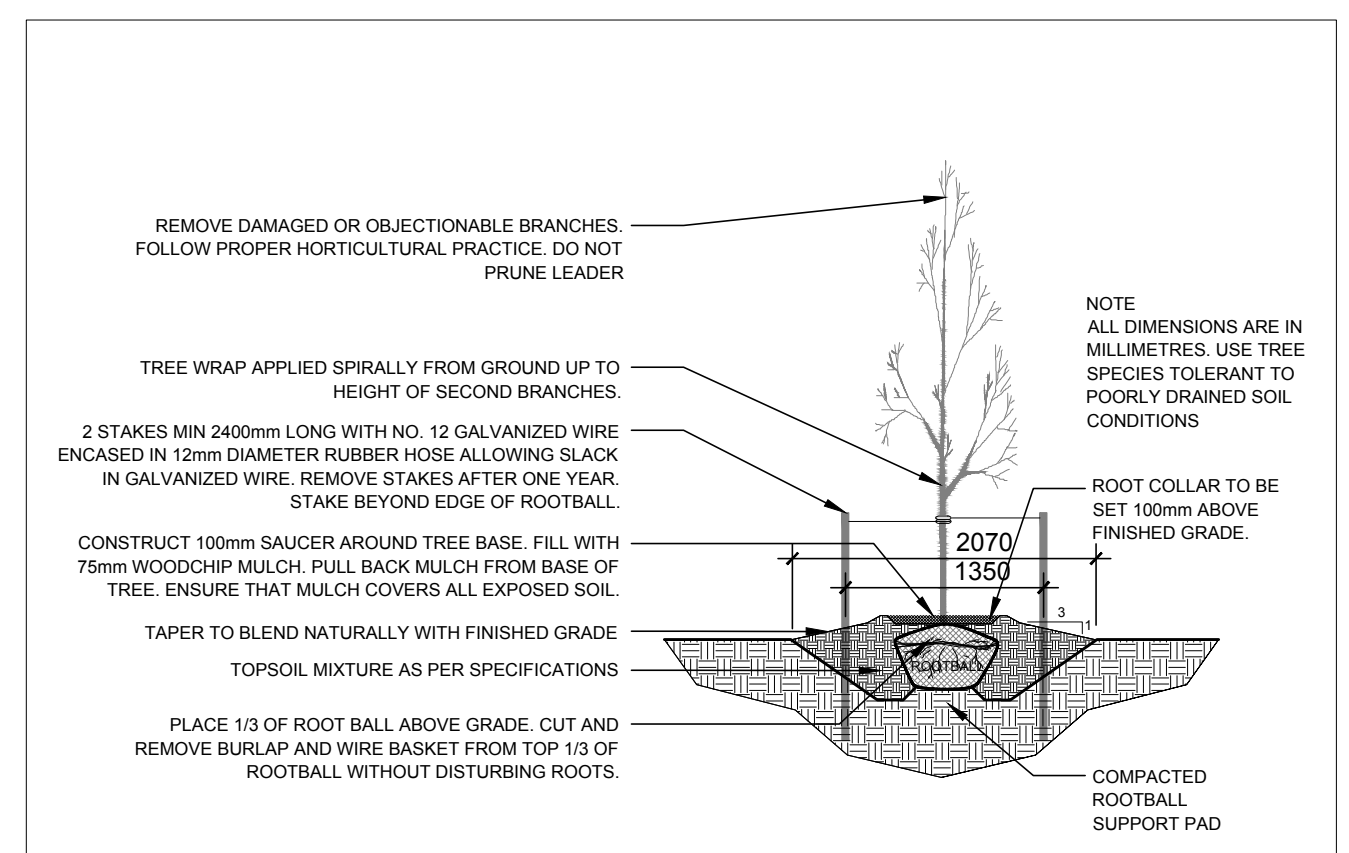 REMOVE DAMAGED OR OBJECTIONABLE BRANCHES.
FOLLOW PROPER HORTICULTURAL PRACTICE. DO NOT
PRUNE LEADER
NOTE
ALL DIMENSIONS ARE IN
MILLIMETRES. USE TREE
SPECIES TOLERANT TO
POORLY DRAINED SOIL
CONDITIONS
TREE WRAP APPLIED SPIRALLY FROM GROUND UP TO
HEIGHT OF SECOND BRANCHES.
2 STAKES MIN 2400mm LONG WITH NO. 12 GALVANIZED WIRE
ENCASED IN 12mm DIAMETER RUBBER HOSE ALLOWING SLACK
IN GALVANIZED WIRE. REMOVE STAKES AFTER ONE YEAR.
STAKE BEYOND EDGE OF ROOTBALL.
ROOT COLLAR TO BE
SET 100mm ABOVE
FINISHED GRADE.
CONSTRUCT 100mm SAUCER AROUND TREE BASE. FILL WITH
75mm WOODCHIP MULCH. PULL BACK MULCH FROM BASE OF
TREE. ENSURE THAT MULCH COVERS ALL EXPOSED SOIL.
2070
1350
3
1
TAPER TO BLEND NATURALLY WITH FINISHED GRADE
TOPSOIL MIXTURE AS PER SPECIFICATIONS
ROOTBALL
PLACE 1/3 OF ROOT BALL ABOVE GRADE. CUT AND
REMOVE BURLAP AND WIRE BASKET FROM TOP 1/3 OF
ROOTBALL WITHOUT DISTURBING ROOTS.
COMPACTED
ROOTBALL
SUPPORT PAD